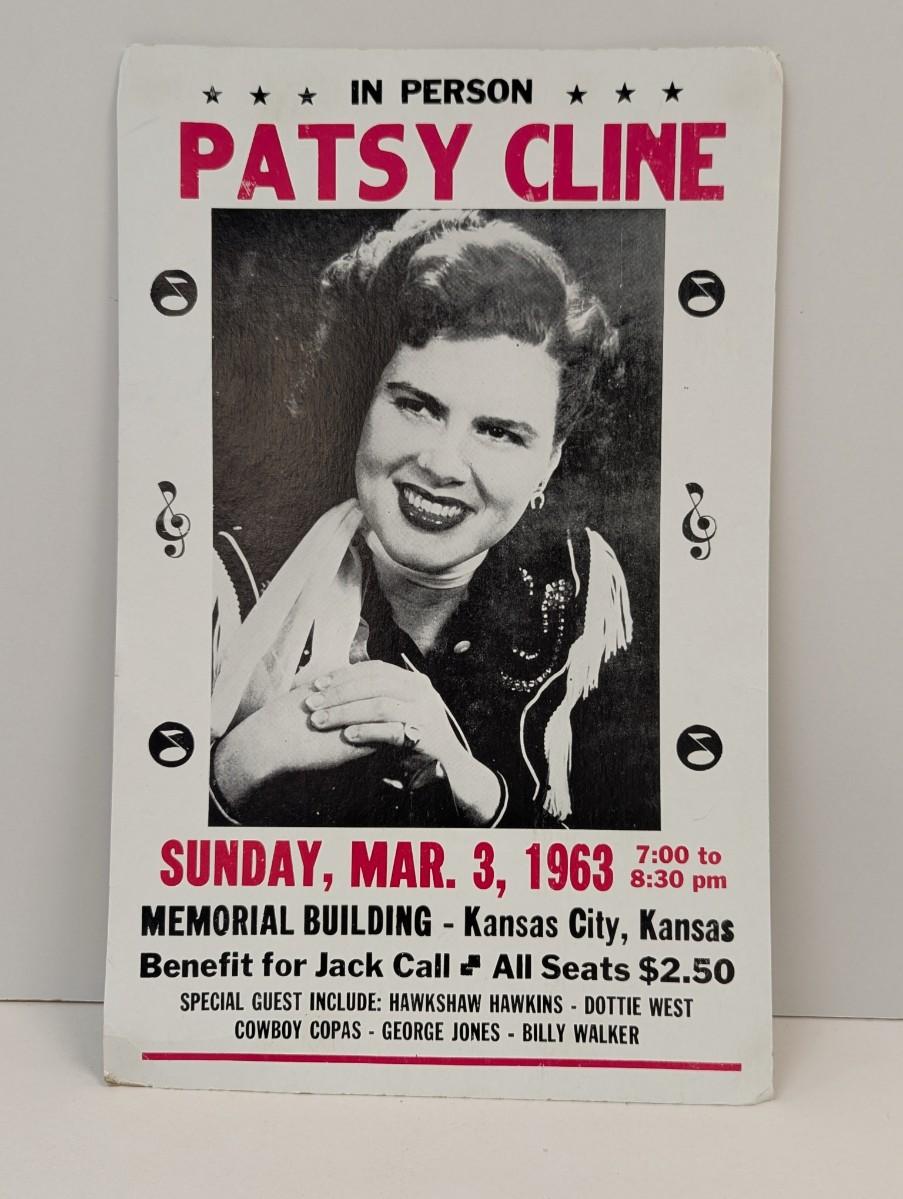 IN PERSON
PATSY CLINE
SUNDAY, MAR. 3, 1963
7:00 to
8:30 pm
MEMORIAL BUILDING - Kansas City, Kansas
Benefit for Jack Call All Seats $2.50
SPECIAL GUEST INCLUDE: HAWKSHAW HAWKINS - DOTTIE WEST
COWBOY COPAS - GEORGE JONES - BILLY WALKER